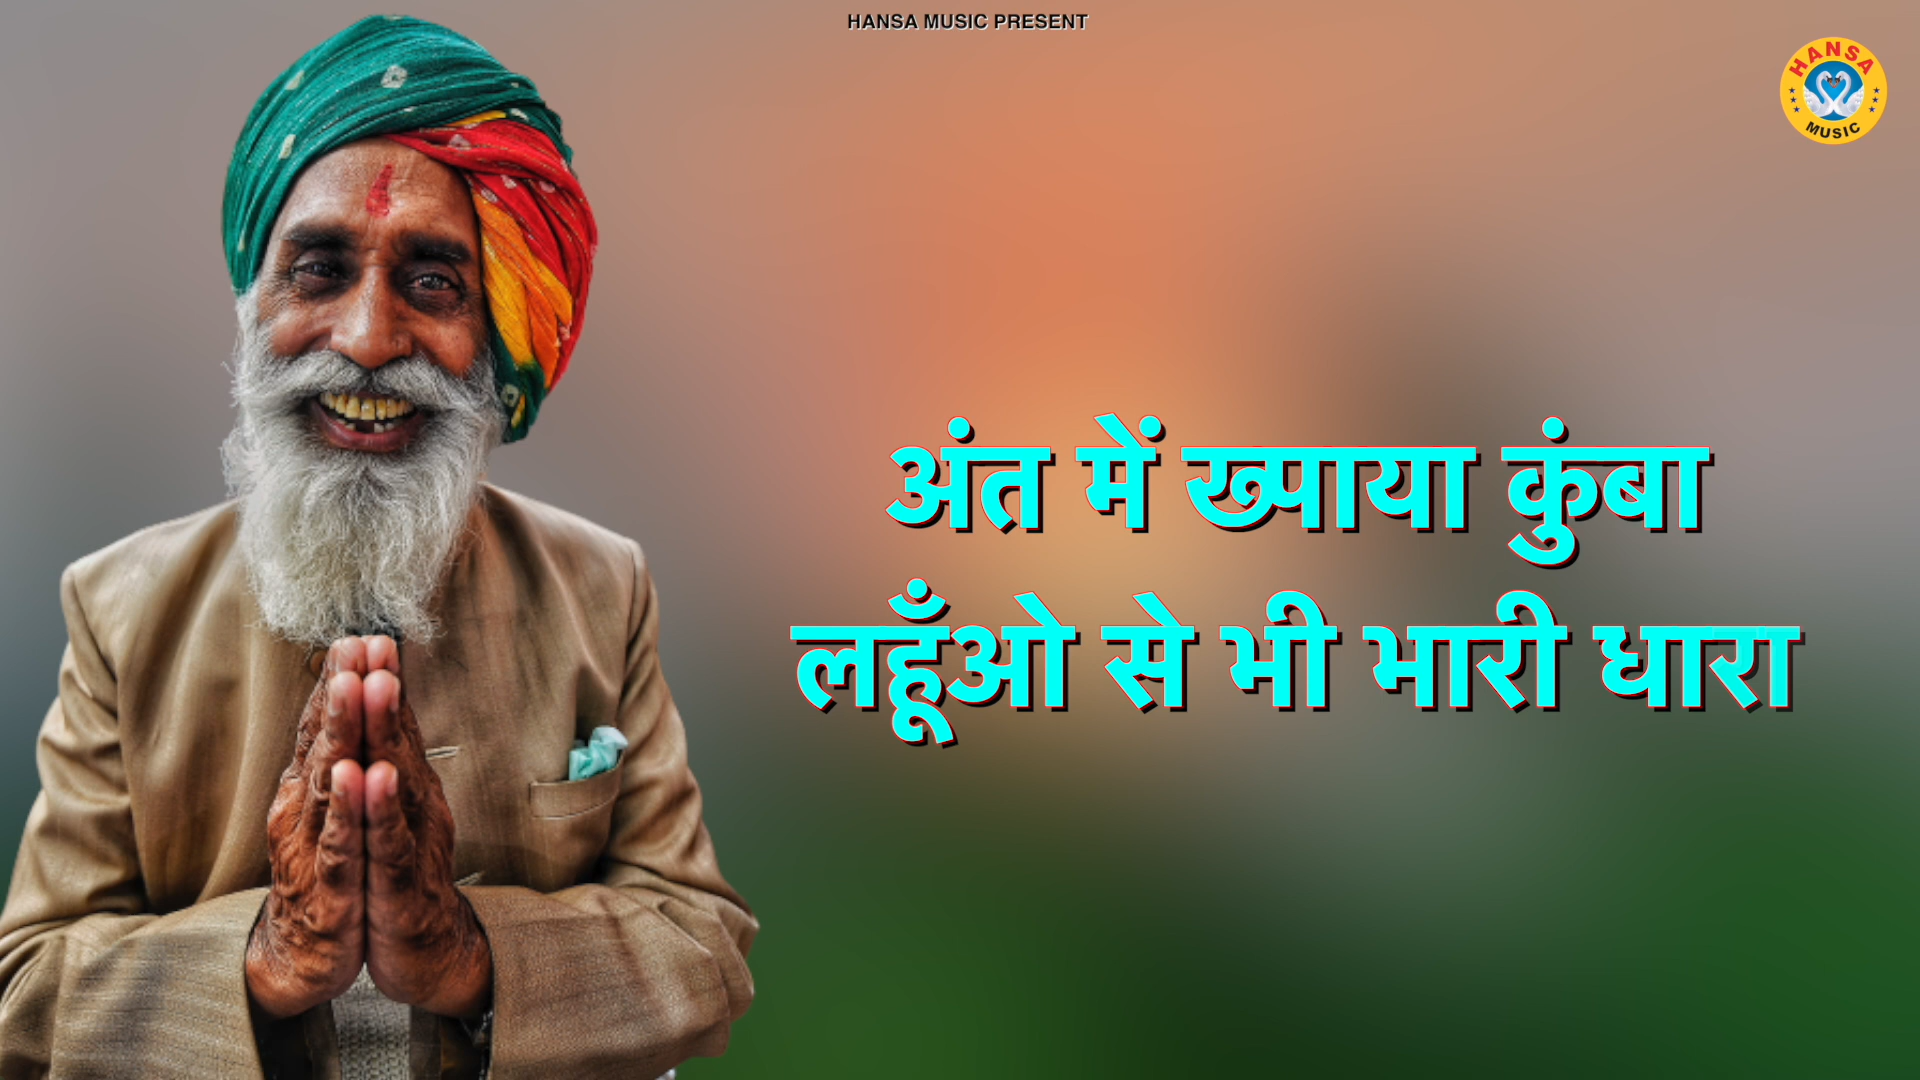 HANSA MUSIC PRESENT
HANSA
MUSIC
अंत में ख्पाया कुंबा
लहूँओ से भी भारी धारा